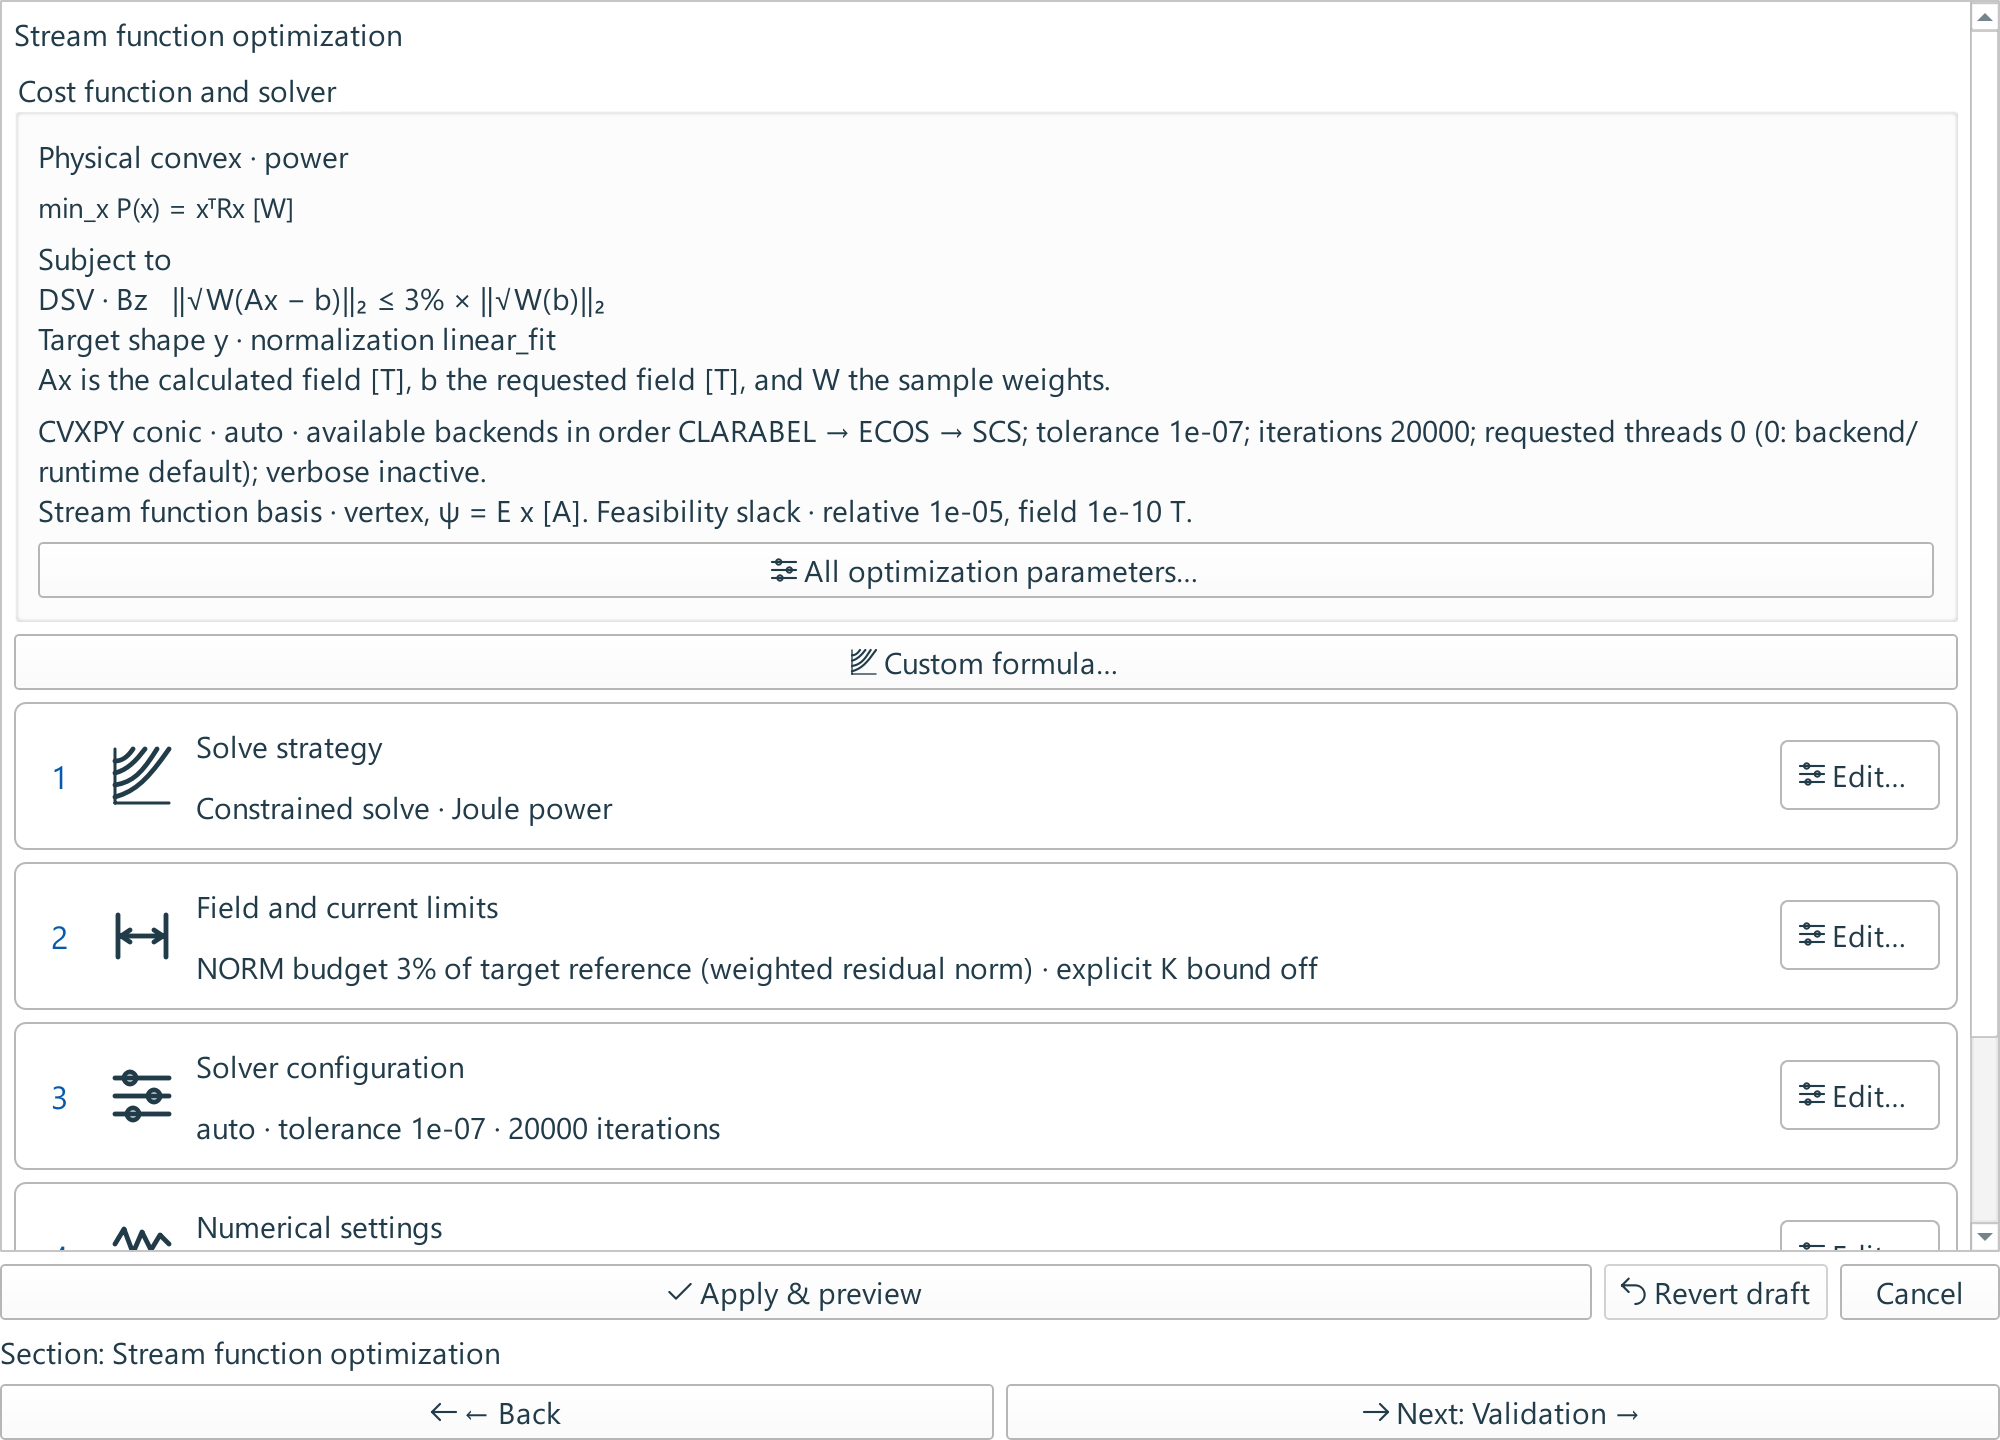 Stream function optimization
Cost function and solver
Physical convex · power
min_x P(x) = xᵀRx [W]
Subject to
DSV · Bz ‖√W(Ax − b)‖₂ ≤ 3% × ‖√W(b)‖₂
Target shape y · normalization linear_fit
Ax is the calculated field [T], b the requested field [T], and W the sample weights.
CVXPY conic · auto · available backends in order CLARABEL → ECOS → SCS; tolerance 1e-07; iterations 20000; requested threads 0 (0: backend/
runtime default); verbose inactive.
Stream function basis · vertex, ψ = E x [A]. Feasibility slack · relative 1e-05, field 1e-10 T.
All optimization parameters...
Custom formula...
1
Solve strategy
Constrained solve · Joule power
Edit...
2
Field and current limits
NORM budget 3% of target reference (weighted residual norm) · explicit K bound off
Edit...
3
Solver configuration
auto · tolerance 1e-07 · 20000 iterations
Edit...
Numerical settings
Apply & preview
Revert draft
Cancel
Section: Stream function optimization
← Back
Next: Validation →